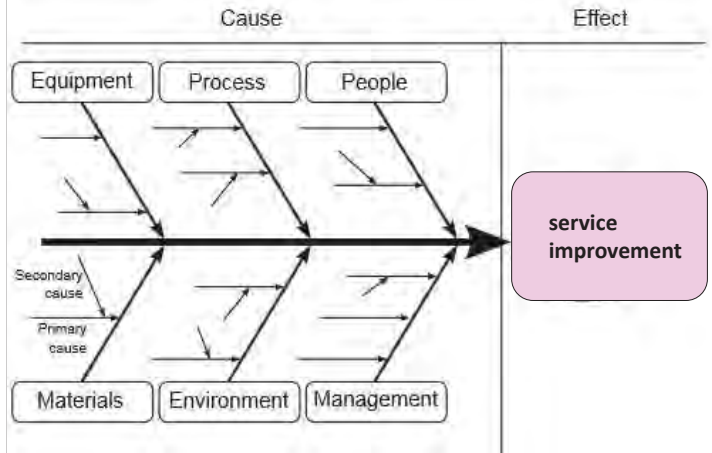 Cause
Effect
Equipment
Process
People
service
improvement
Secondary
cause
Primary
cause
Materials
Environment
Management